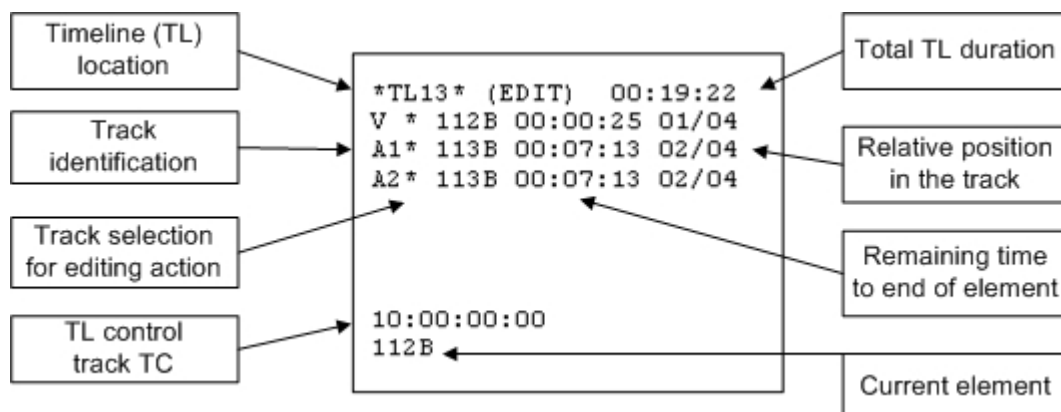 Timeline (TL)
location
Track
identification
Track selection
for editing action
TL control
track TC
*TL13* (EDIT) 00:19:22
V * 112B 00:00:25 01/04
A1* 113B 00:07:13 02/04
A2* 113B 00:07:13 02/04
10:00:00:00
112B
Total TL duration
Relative position
in the track
Remaining time
to end of element
Current element